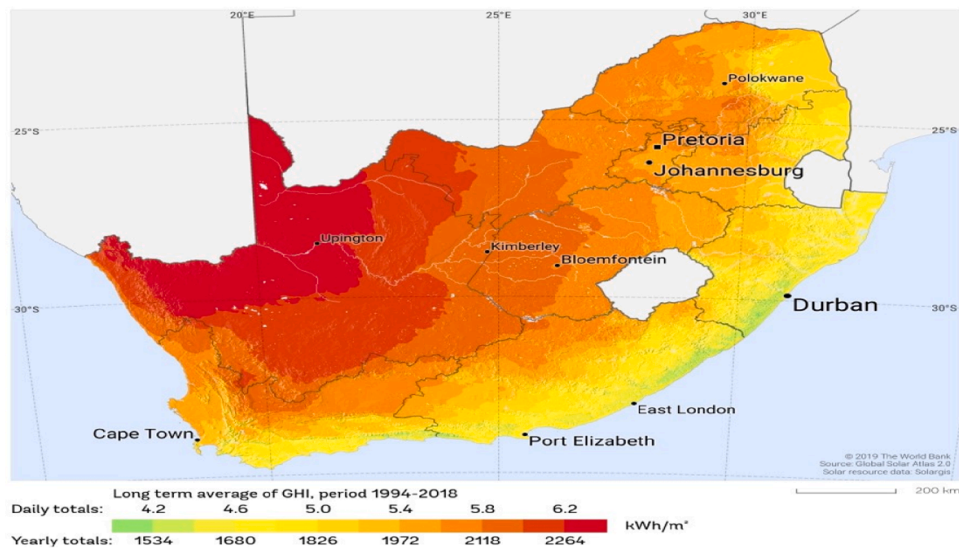 20°E 25°E 30°E
Polokwane
25°S 25°S
Pretoria
Johannesburg
Upington
Kimberley
Bloemfontein
30°S 30°S
Durban
East London
Cape Town
Port Elizabeth
© 2019 The World Bank
Source: Global Solar Atlas 2.0
Solar resource data: Solargis
200 km
Long term average of GHI, period 1994-2018
Daily totals: 4.2 4.6 5.0 5.4 5.8 6.2
kWh/m²
Yearly totals: 1534 1680 1826 1972 2118 2264